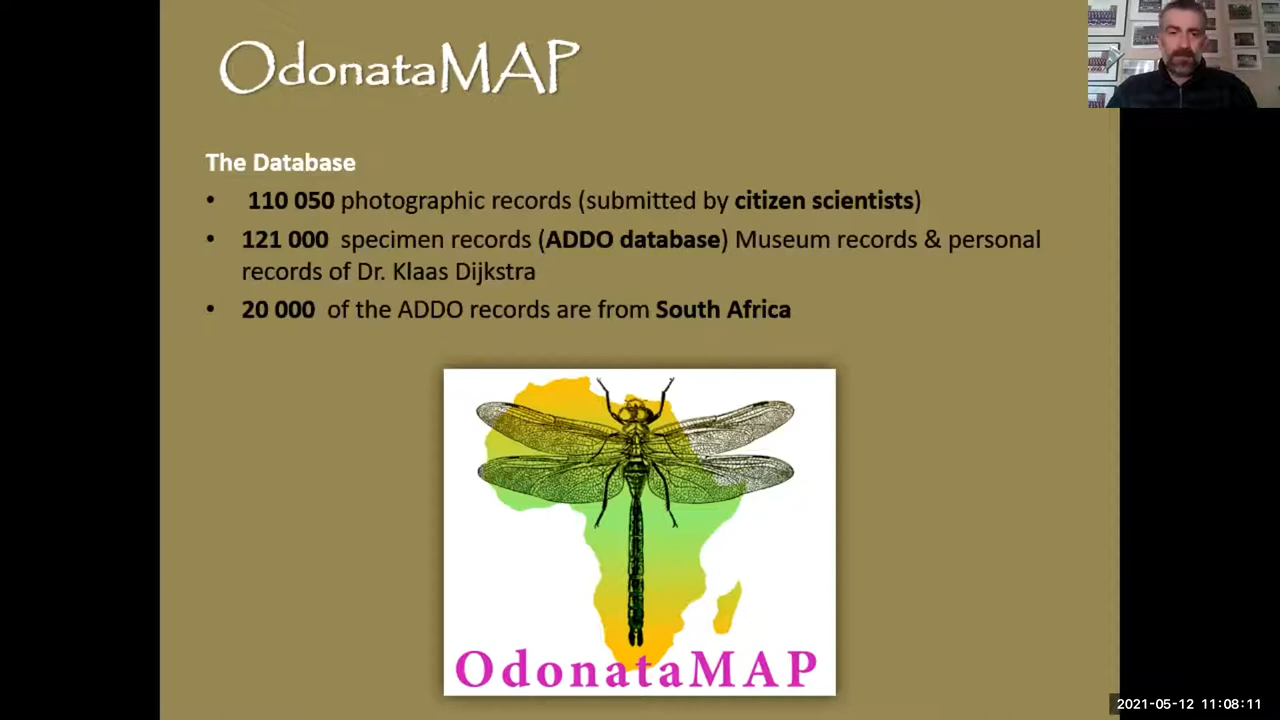 OdonataMAP
The Database
• 110 050 photographic records (submitted by citizen scientists)
• 121 000 specimen records (ADDO database) Museum records & personal
records of Dr. Klaas Dijkstra
• 20 000 of the ADDO records are from South Africa
OdonataMAP
2021-05-12 11:08:11